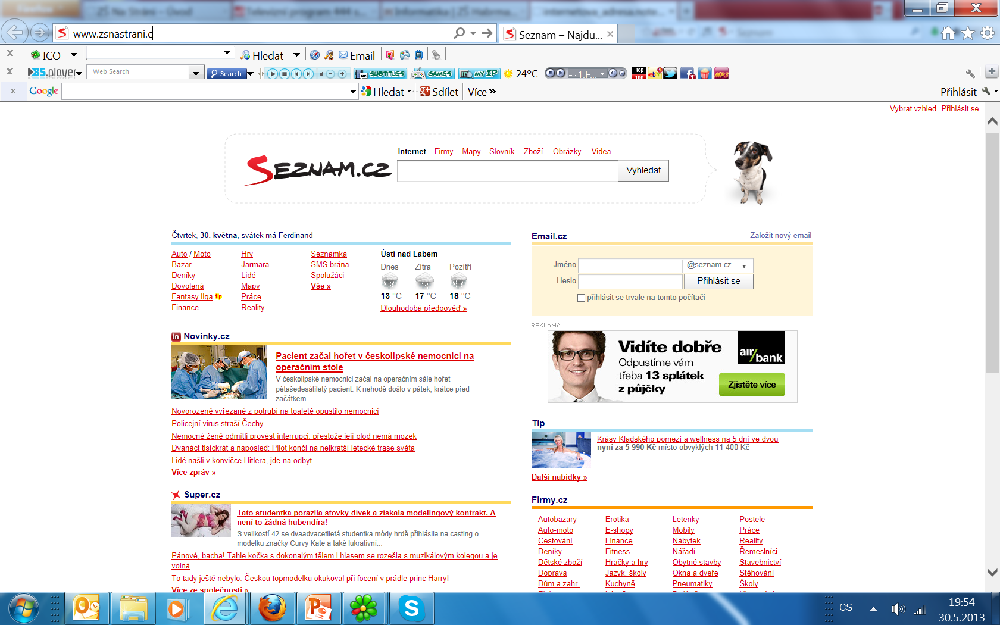 ZŠ Na Stráni – Úvod
Televizní program 444 s...
Informatika | ZŠ Habrma...
www.zsnastrani.c
Seznam – Najdu...
Seznam
ICQ
Hledat
Email
BS.player
Web Search
Search
SUBTITLES
GAMES
MY IP
24°C
1.F...
Top
100
MP3
Google
Hledat
Sdílet
Více »
Přihlásit
Vybrat vzhled Přihlásit se
SEZNAM.CZ
Internet Firmy Mapy Slovník Zboží Obrázky Videa
Vyhledat
Čtvrtek, 30. května, svátek má Ferdinand
Auto / Moto
Bazar
Deníky
Dovolená
Fantasy liga tip
Finance
Hry
Jarmara
Lidé
Mapy
Práce
Reality
Seznamka
SMS brána
Spolužáci
Vše »
Ústí nad Labem
Dnes Zítra Pozítří
13 °C 17 °C 18 °C
Dlouhodobá předpověď »
Email.cz
Založit nový email
Jméno
@seznam.cz
Heslo
Přihlásit se
přihlásit se trvale na tomto počítači
REKLAMA
Vidíte dobře
Odpustíme vám
třeba 13 splátek
z půjčky
air/bank
Zjistěte více
in Novinky.cz
Pacient začal hořet v českolipské nemocnici na
operačním stole
V českolipské nemocnici začal na operačním sále hořet
pětašedesátiletý pacient. K nehodě došlo v pátek, krátce před
začátkem...
Novorozeně vyřezané z potrubí na toaletě opustilo nemocnici
Policejní virus straší Čechy
Nemocné ženě odmítli provést interrupci, přestože její plod nemá mozek
Dvanáct tisíckrát a naposled: Pilot končí na nejkratší letecké trase světa
Lidé našli v konvičce Hitlera, jde na odbyt
Více zpráv »
Tip
Krásy Kladského pomezí a wellness na 5 dní ve dvou
nyní za 5 990 Kč místo obvyklých 11 400 Kč
Další nabídky »
Super.cz
Tato studentka porazila stovky dívek a získala modelingový kontrakt. A
není to žádná hubeňdíra!
S velikostí 42 se dvaadvacetiletá studentka módy hrdě přihlásila na casting o
modelku značky Curvy Kate a také lukrativní...
Pánové, bacha! Tahle kočka s dokonalým tělem i hlasem se rozešla s muzikálovým kolegou a je
volná
To tady ještě nebylo: Českou topmodelku okukoval při focení v prádle princ Harry!
Více ze společnosti »
Firmy.cz
Autobazary
Auto-moto
Cestování
Deníky
Dětské zboží
Doprava
Dům a zahr.
Erotika
E-shopy
Finance
Fitness
Hračky a hry
Jazyk. školy
Kuchyně
Letenky
Mobily
Nábytek
Nářadí
Obytné stavby
Okna a dveře
Pneumatiky
Postele
Práce
Reality
Řemeslníci
Stavebnictví
Stěhování
Školy
CS
19:54
30.5.2013